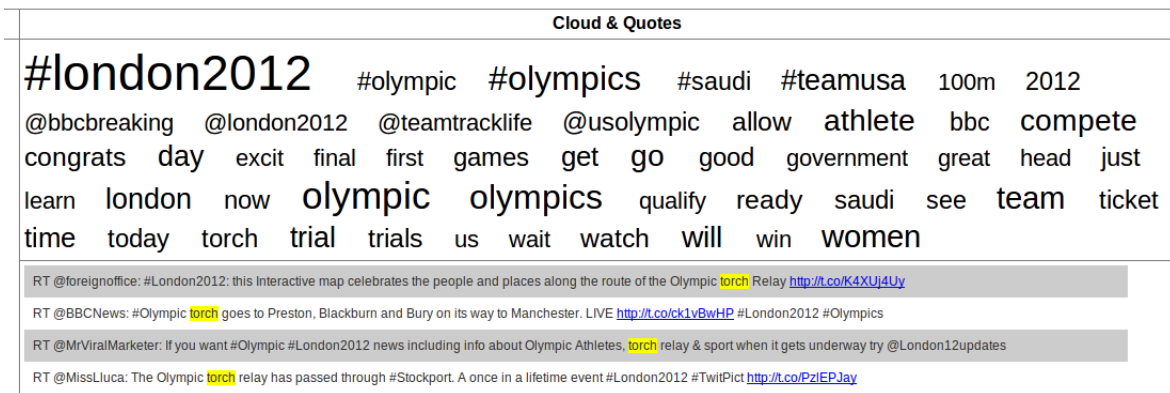 Cloud & Quotes
#london2012 #olympic #olympics #saudi #teamusa 100m 2012
@bbcbreaking @london2012 @teamtracklife @usolympic allow athlete bbc compete
congrats day excit final first games get go good government great head just
learn london now olympic olympics qualify ready saudi see team ticket
time today torch trial trials us wait watch will win women
RT @foreignoffice: #London2012: this Interactive map celebrates the people and places along the route of the Olympic torch Relay http://t.co/K4XUj4Uy
RT @BBCNews: #Olympic torch goes to Preston, Blackburn and Bury on its way to Manchester. LIVE http://t.co/ck1vBwHP #London2012 #Olympics
RT @MrViralMarketer: If you want #Olympic #London2012 news including info about Olympic Athletes, torch relay & sport when it gets underway try @London12updates
RT @MissLluca: The Olympic torch relay has passed through #Stockport. A once in a lifetime event #London2012 #TwitPict http://t.co/PzlEPJay